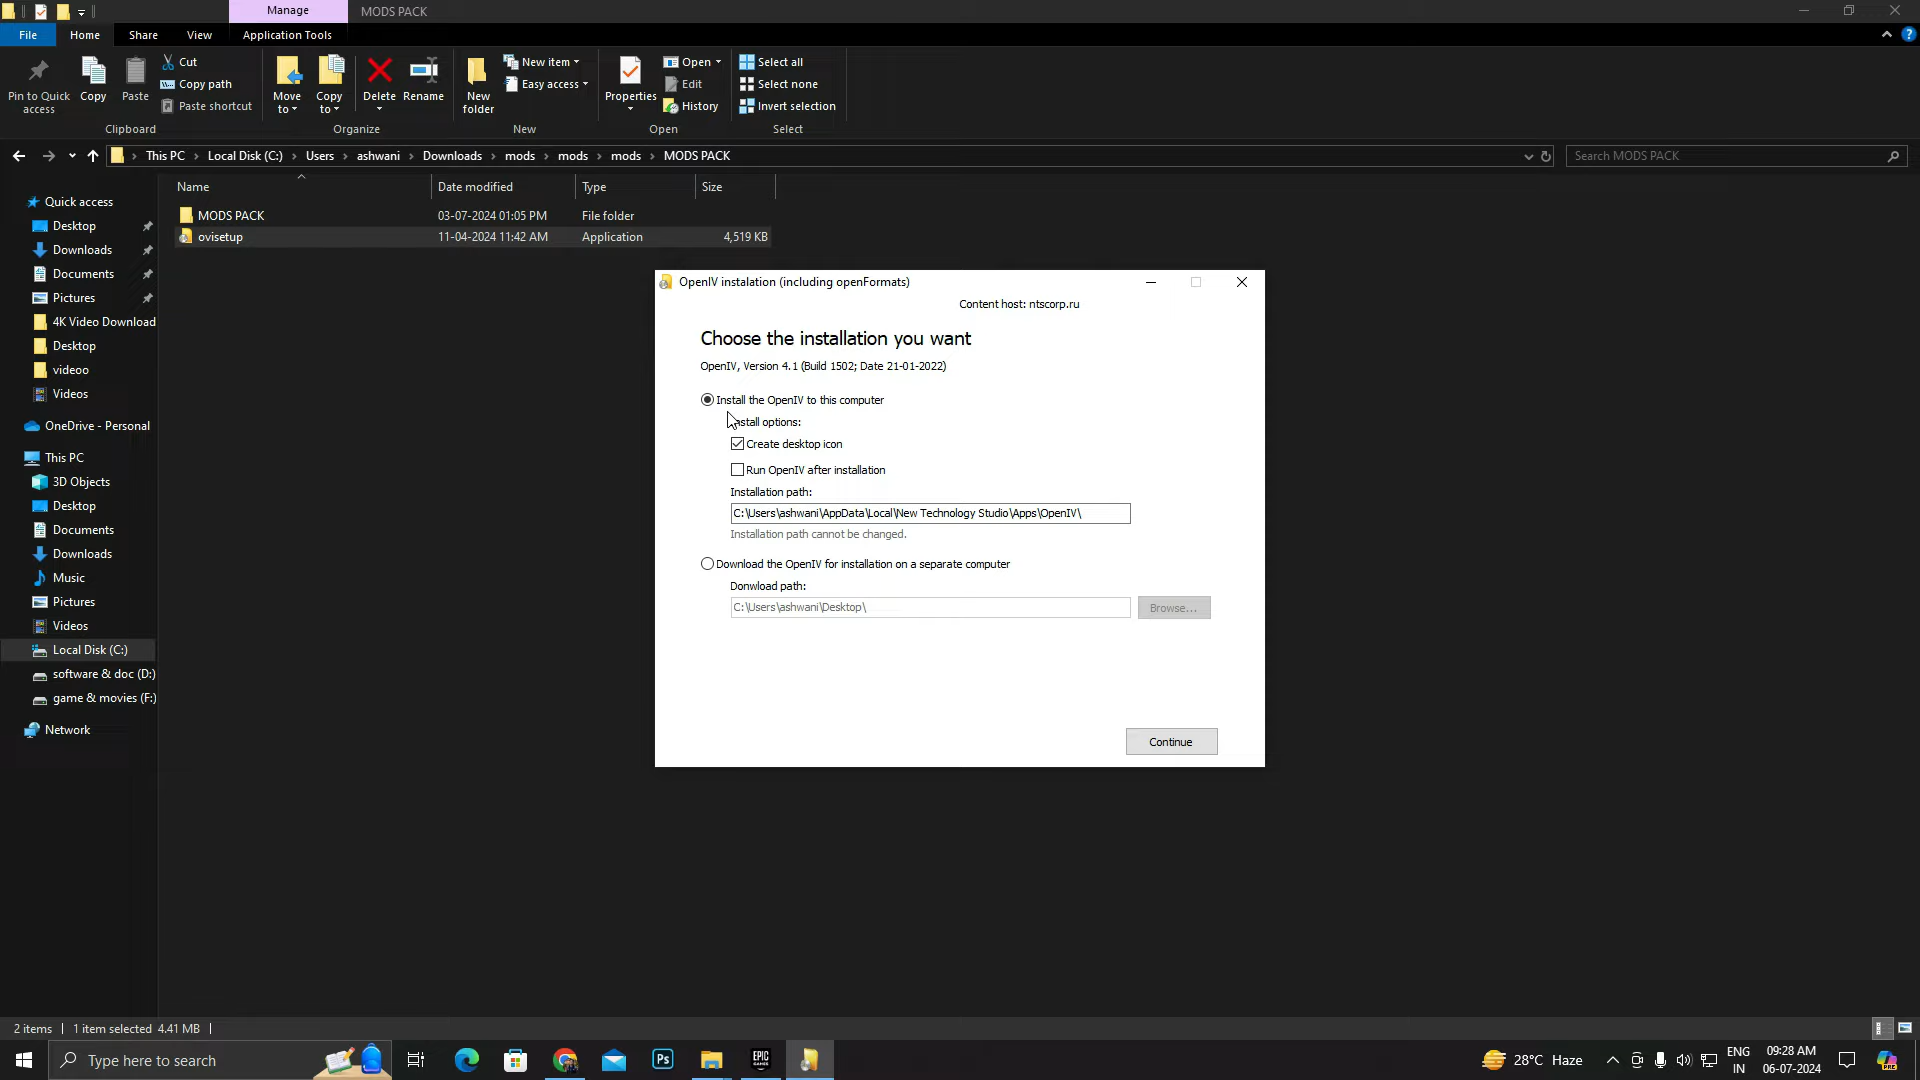 Manage
MODS PACK
File
Home
Share
View
Application Tools
Pin to Quick access
Copy
Paste
Cut
Copy path
Paste shortcut
Clipboard
Move to
Copy to
Delete
Rename
Organize
New folder
New item
Easy access
New
Properties
Open
Edit
History
Open
Select all
Select none
Invert selection
Select
This PC
Local Disk (C:)
Users
ashwani
Downloads
mods
mods
mods
MODS PACK
Search MODS PACK
Name
Date modified
Type
Size
MODS PACK
03-07-2024 01:05 PM
File folder
ovisetup
11-04-2024 11:42 AM
Application
4,519 KB
Quick access
Desktop
Downloads
Documents
Pictures
4K Video Download
Desktop
videoo
Videos
OneDrive - Personal
This PC
3D Objects
Desktop
Documents
Downloads
Music
Pictures
Videos
Local Disk (C:)
software & doc (D:)
game & movies (F:)
Network
OpenIV instalation (including openFormats)
Content host: ntscorp.ru
Choose the installation you want
OpenIV, Version 4.1 (Build 1502; Date 21-01-2022)
Install the OpenIV to this computer
stall options:
Create desktop icon
Run OpenIV after installation
Installation path:
C:\Users\ashwani\AppData\Local\New Technology Studio\Apps\OpenIV\
Installation path cannot be changed.
Download the OpenIV for installation on a separate computer
Donwload path:
C:\Users\ashwani\Desktop\
Browse...
Continue
2 items
1 item selected 4.41 MB
Type here to search
Ps
EPIC GAMES
28°C Haze
ENG
IN
09:28 AM
06-07-2024